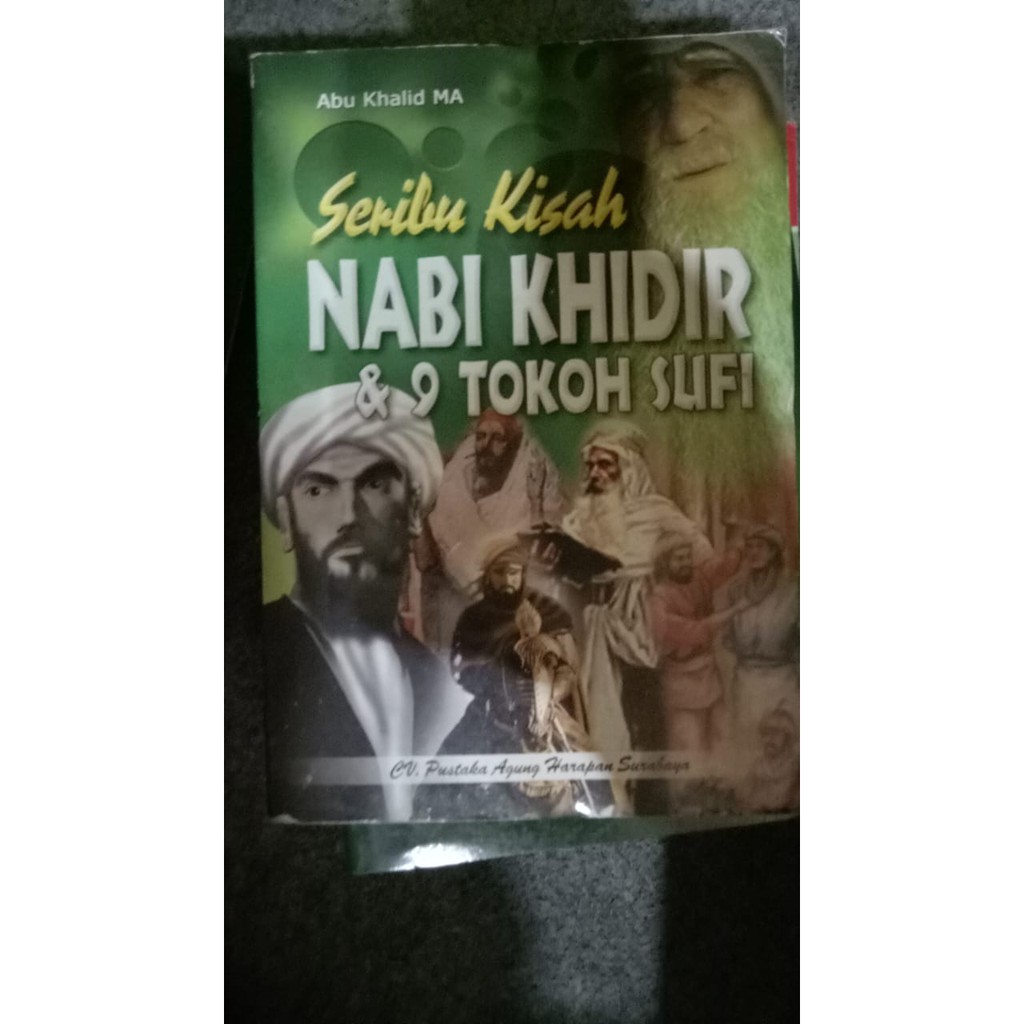 Abu Khalid MA
Seribu Kisah
NABI KHIDIR
& 9 TOKOH SUFI
CV. Pustaka Agung Harapan Surabaya